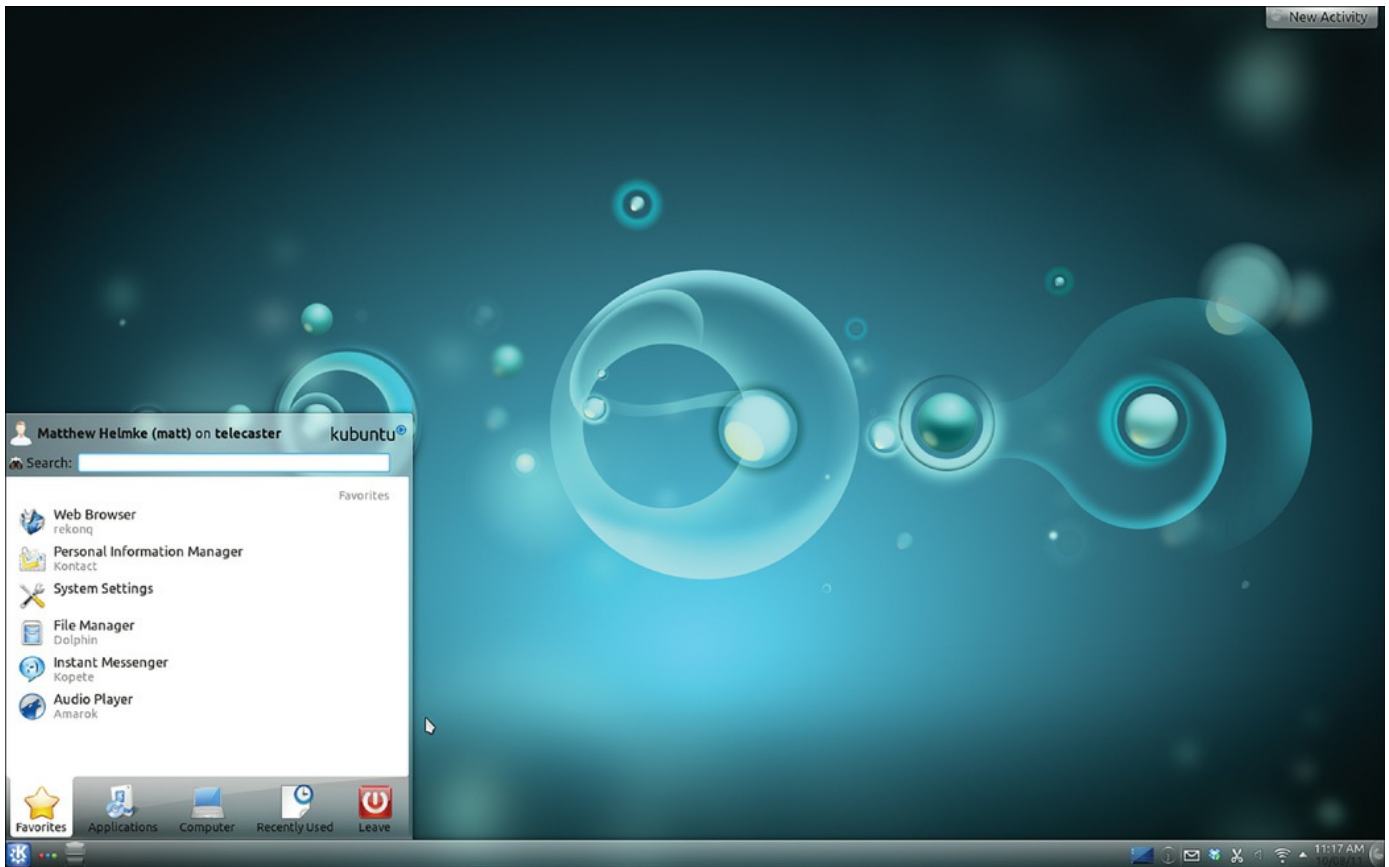 New Activity
Matthew Helmke (matt) on telecaster
kubuntu
Search:
Favorites
Web Browser
rekonq
Personal Information Manager
Kontact
System Settings
File Manager
Dolphin
Instant Messenger
Kopete
Audio Player
Amarok
Favorites
Applications
Computer
Recently Used
Leave
11:17 AM